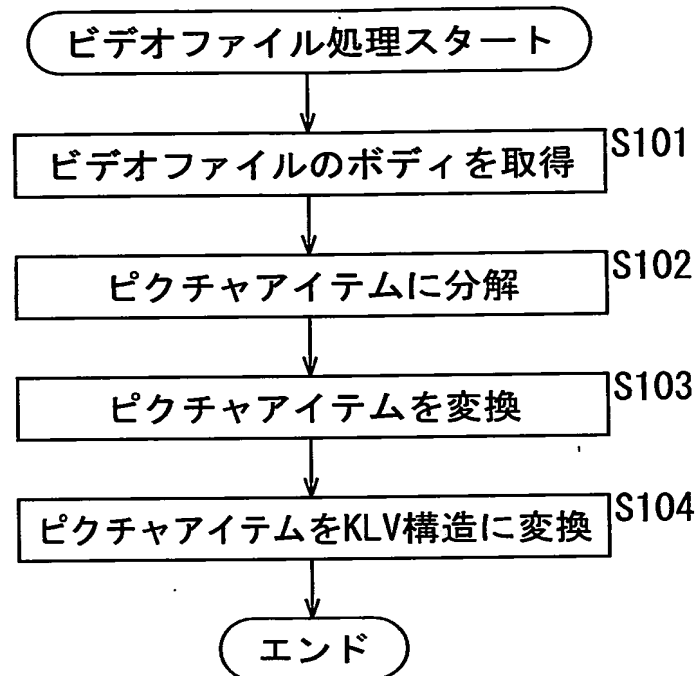 ビデオファイル処理スタート
ビデオファイルのボディを取得 S101
ピクチャアイテムに分解 S102
ピクチャアイテムを変換 S103
ピクチャアイテムをKLV構造に変換 S104
エンド